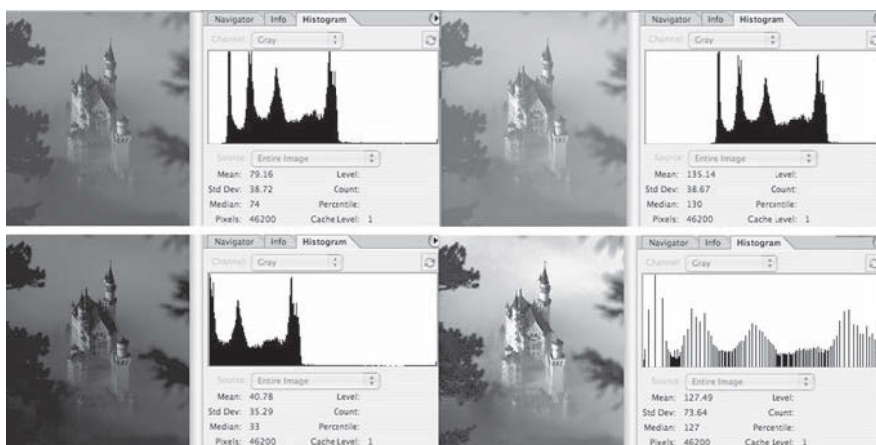 Navigator Info Histogram
Channel: Gray
Source: Entire Image
Mean: 79.16 Level:
Std Dev: 38.72 Count:
Median: 74 Percentile:
Pixels: 46200 Cache Level: 1
Navigator Info Histogram
Channel: Gray
Source: Entire Image
Mean: 135.14 Level:
Std Dev: 38.67 Count:
Median: 130 Percentile:
Pixels: 46200 Cache Level: 1
Navigator Info Histogram
Channel: Gray
Source: Entire Image
Mean: 40.78 Level:
Std Dev: 35.29 Count:
Median: 33 Percentile:
Pixels: 46200 Cache Level: 1
Navigator Info Histogram
Channel: Gray
Source: Entire Image
Mean: 127.49 Level:
Std Dev: 73.64 Count:
Median: 127 Percentile:
Pixels: 46200 Cache Level: 1